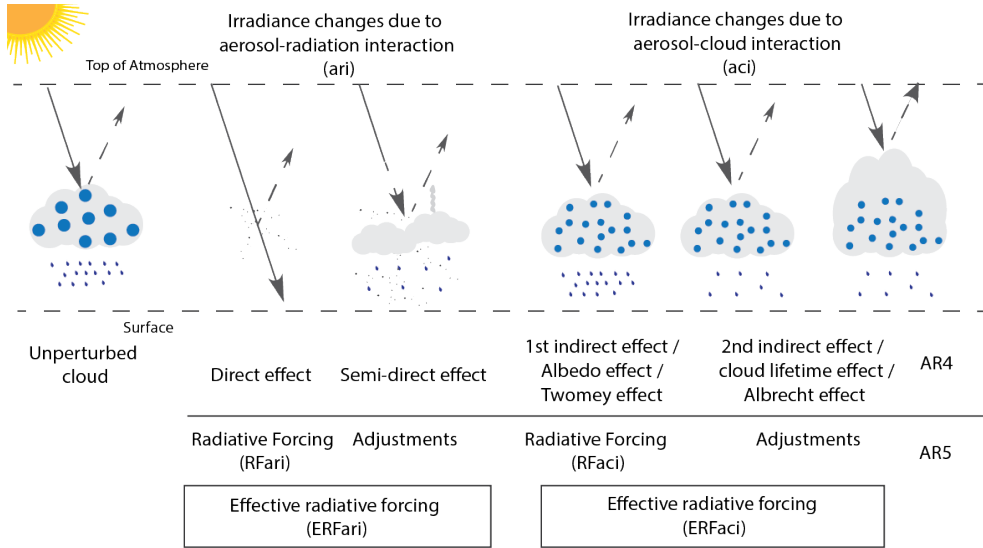 Irradiance changes due to
aerosol-radiation interaction
(ari)
Irradiance changes due to
aerosol-cloud interaction
(aci)
Top of Atmosphere
Surface
Unperturbed
cloud
Direct effect
Semi-direct effect
1st indirect effect /
Albedo effect /
Twomey effect
2nd indirect effect /
cloud lifetime effect /
Albrecht effect
AR4
Radiative Forcing
(RFari)
Adjustments
Radiative Forcing
(RFaci)
Adjustments
AR5
Effective radiative forcing
(ERFari)
Effective radiative forcing
(ERFaci)